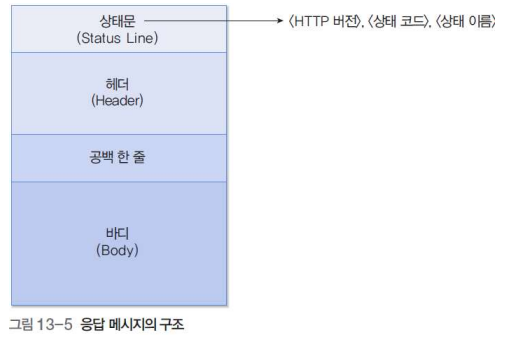 상태문
(Status Line)
〈HTTP 버전〉, 〈상태 코드〉, 〈상태 이름〉
헤더
(Header)
공백 한 줄
바디
(Body)
그림 13-5 응답 메시지의 구조